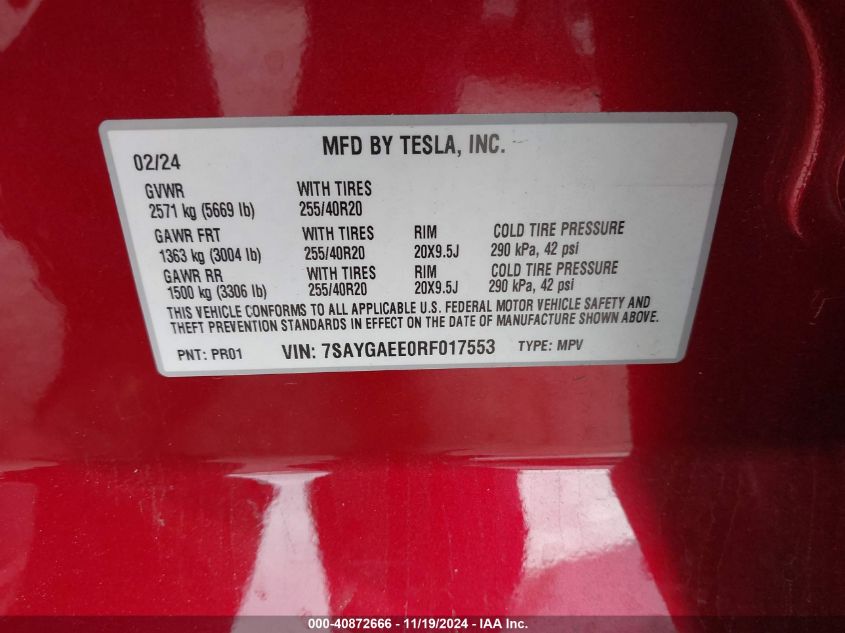 MFD BY TESLA, INC.
02/24
GVWR WITH TIRES
2571 kg (5669 lb) 255/40R20
GAWR FRT WITH TIRES RIM COLD TIRE PRESSURE
1363 kg (3004 lb) 255/40R20 20X9.5J 290 kPa, 42 psi
GAWR RR WITH TIRES RIM COLD TIRE PRESSURE
1500 kg (3306 lb) 255/40R20 20X9.5J 290 kPa, 42 psi
THIS VEHICLE CONFORMS TO ALL APPLICABLE U.S. FEDERAL MOTOR VEHICLE SAFETY AND
THEFT PREVENTION STANDARDS IN EFFECT ON THE DATE OF MANUFACTURE SHOWN ABOVE.
PNT: PR01 VIN: 7SAYGAEE0RF017553 TYPE: MPV
000-40872666 - 11/19/2024 - IAA Inc.